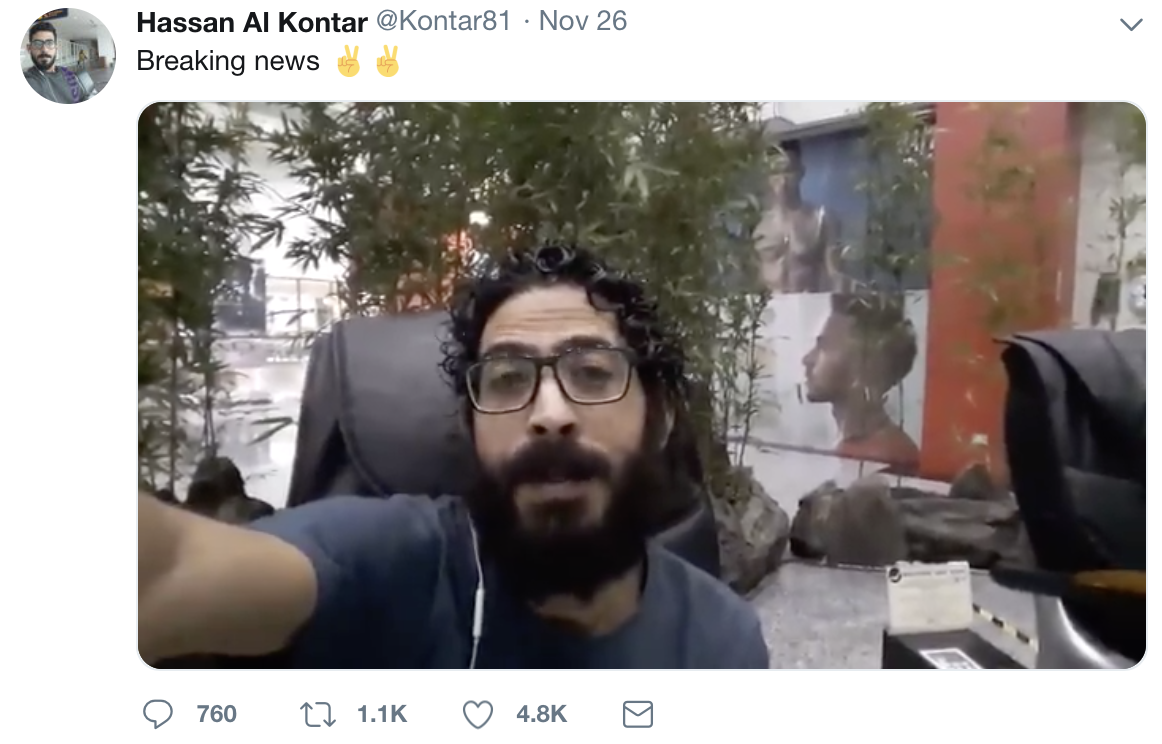 Hassan Al Kontar @Kontar81 · Nov 26
Breaking news ✌️ ✌️
760 1.1K 4.8K